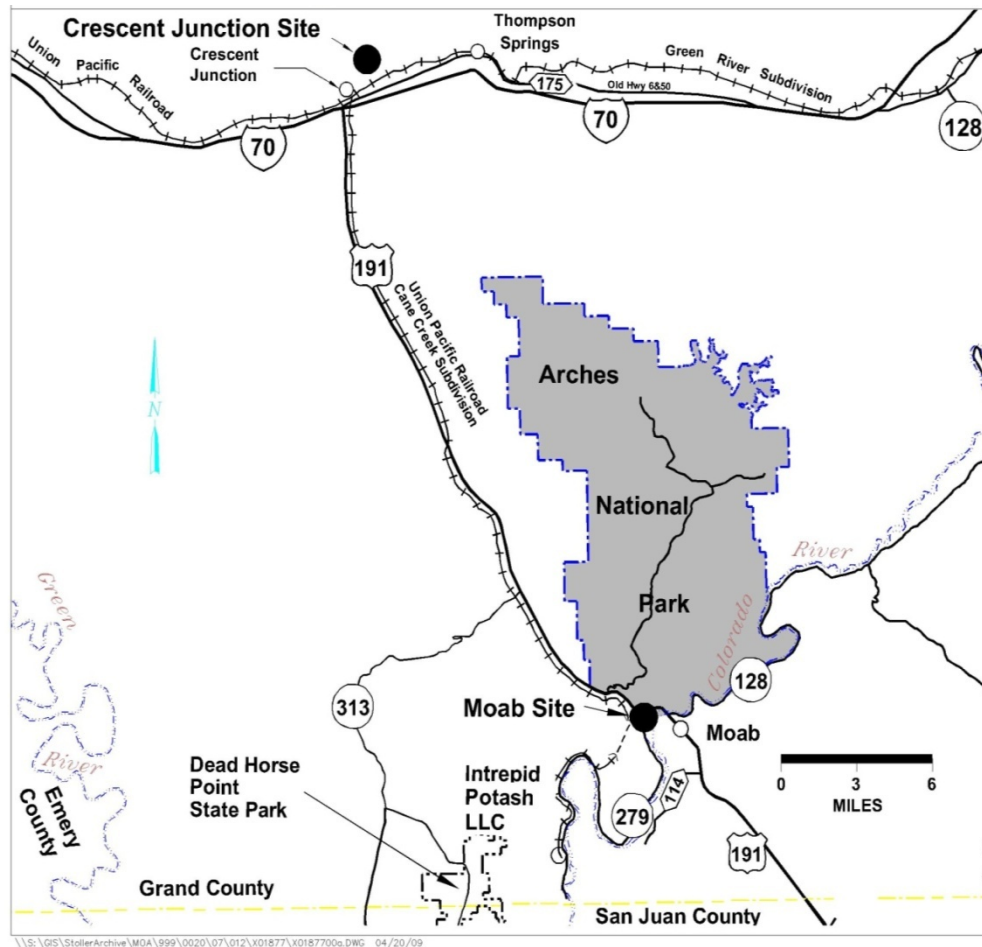 Crescent Junction Site
Crescent
Junction
Thompson
Springs
Union Pacific Railroad
Green River Subdivision
175
Old Hwy 6&50
70
70
128
191
Union Pacific Railroad
Cane Creek Subdivision
N
Arches
National
Park
River
Colorado
128
Green
River
313
Moab Site
Moab
0 3 6
MILES
Dead Horse
Point
State Park
Intrepid
Potash
LLC
279
114
191
Emery
County
Grand County
San Juan County
\\S:\GIS\StollerArchive\MOA\999\0020\07\012\X01877\X0187700a.DWG 04/20/09